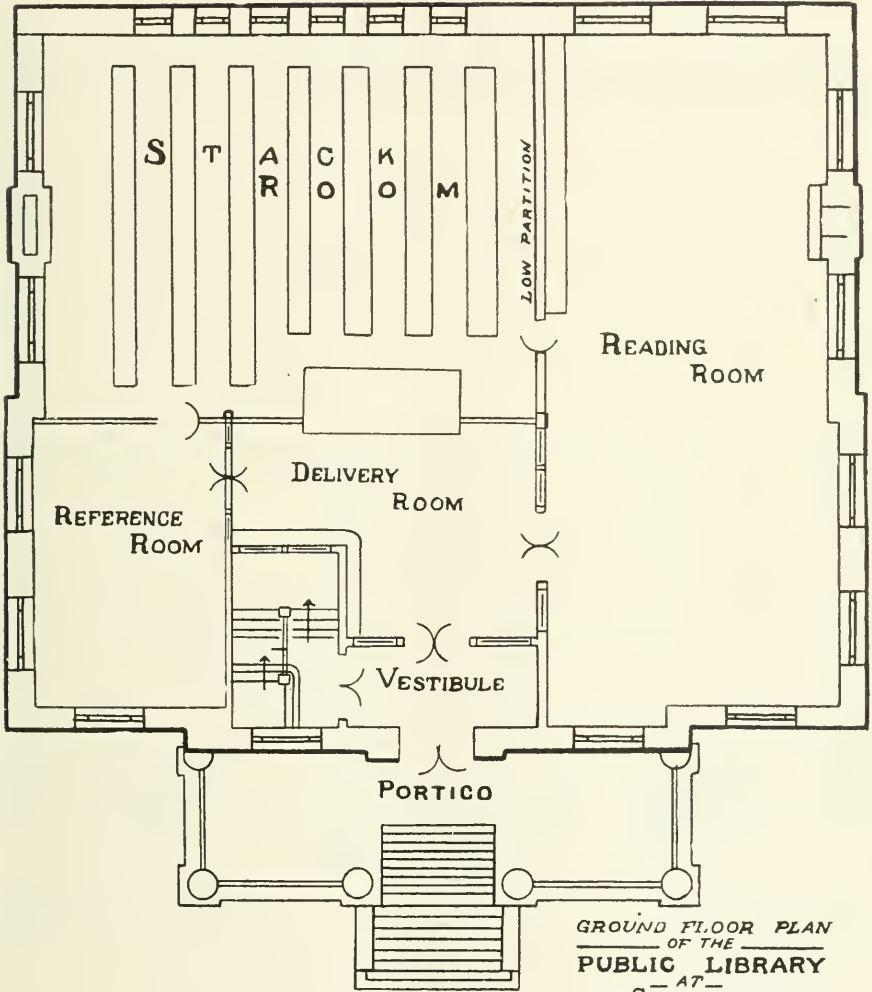 STACK
ROOM
LOW PARTITION
READING
ROOM
DELIVERY
ROOM
REFERENCE
ROOM
VESTIBULE
PORTICO
GROUND FLOOR PLAN
OF THE
PUBLIC LIBRARY
AT